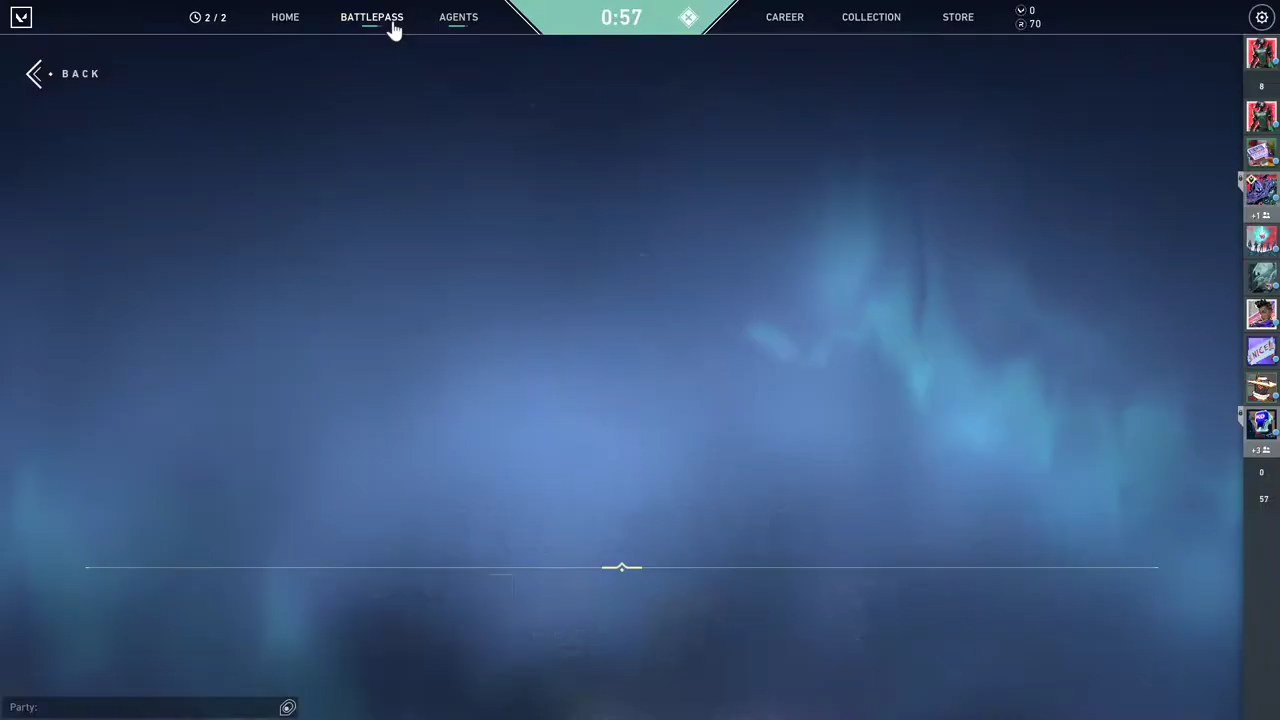 2 / 2
HOME
BATTLEPASS
AGENTS
0:57
CAREER
COLLECTION
STORE
0
R 70
BACK
8
+1
NICE!
+3
0
57
Party: